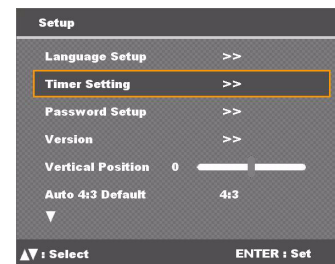 Setup
Language Setup >>
Timer Setting >>
Password Setup >>
Version >>
Vertical Position 0
Auto 4:3 Default 4:3
▼
▲▼ : Select ENTER : Set